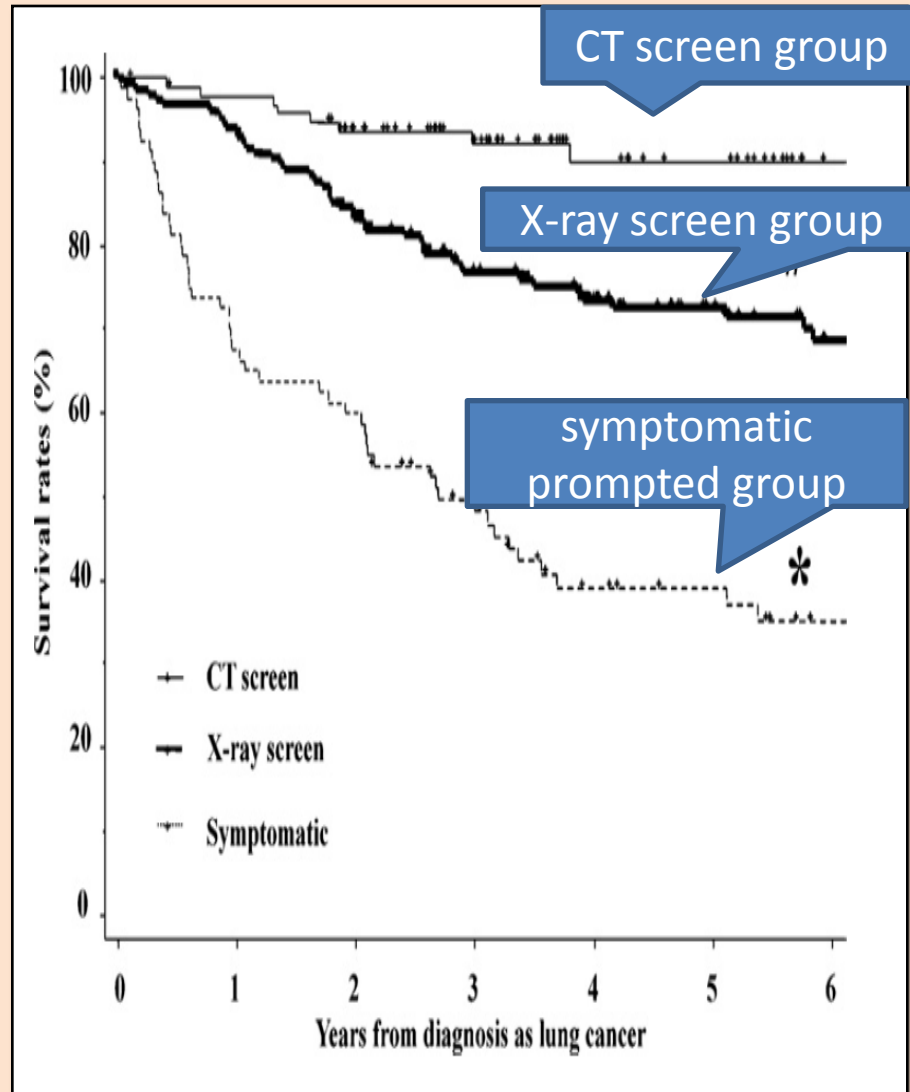 CT screen group
X-ray screen group
symptomatic
prompted group
*
Survival rates (%)
100
80
60
40
20
0
CT screen
X-ray screen
Symptomatic
0 1 2 3 4 5 6
Years from diagnosis as lung cancer